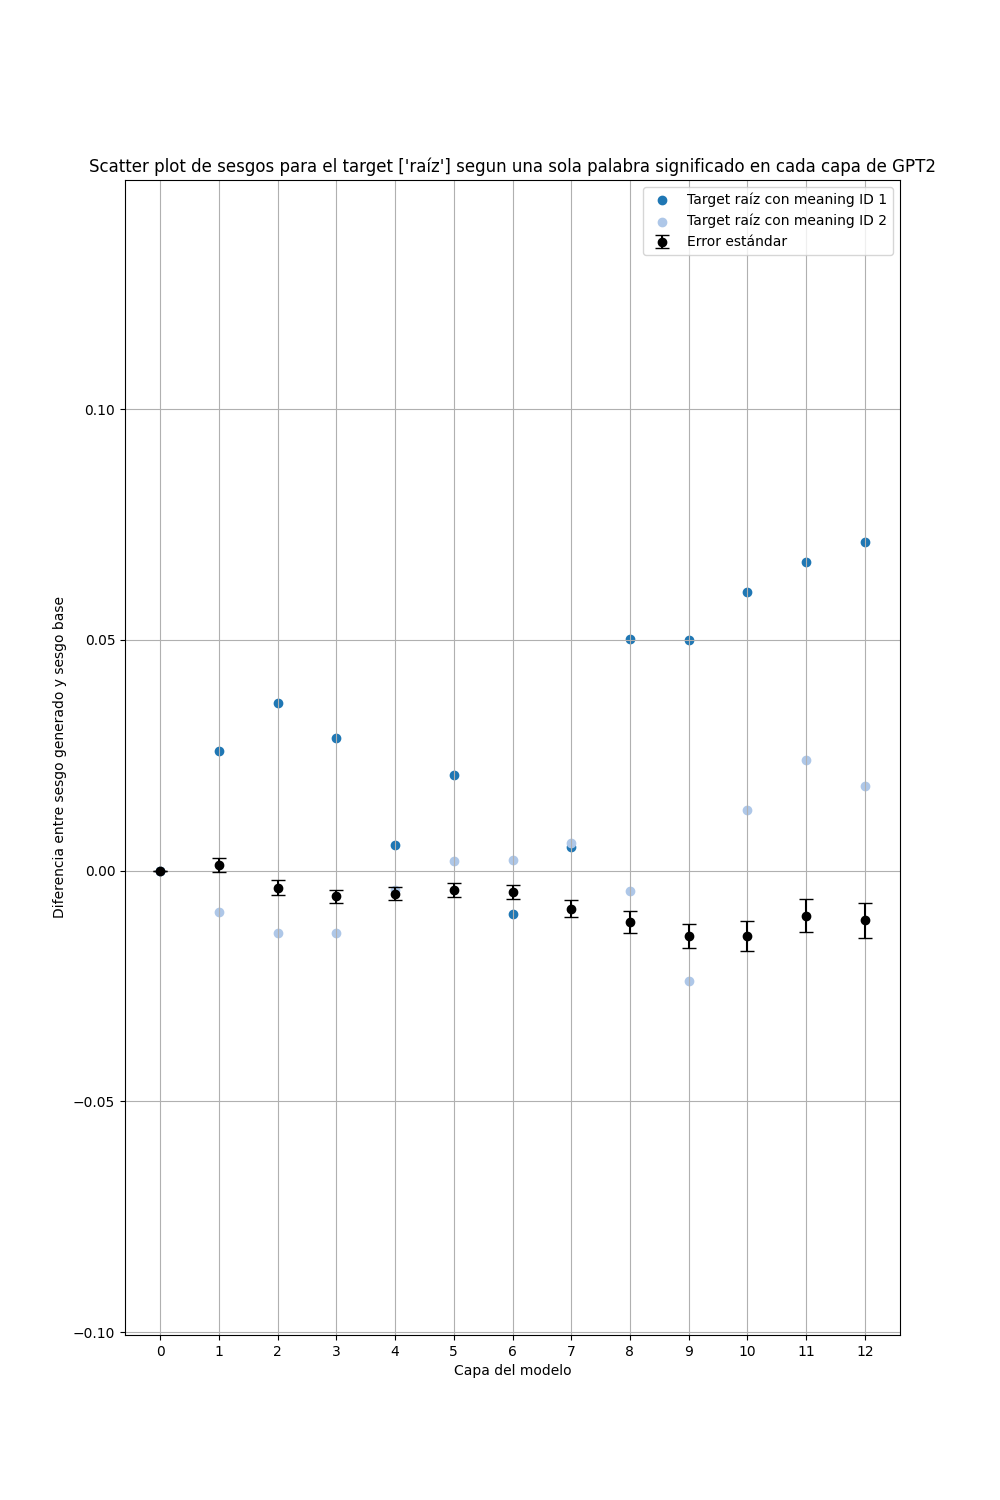 Scatter plot de sesgos para el target ['raíz'] segun una sola palabra significado en cada capa de GPT2
Target raíz con meaning ID 1
Target raíz con meaning ID 2
Error estándar
Diferencia entre sesgo generado y sesgo base
0.10
0.05
0.00
−0.05
−0.10
0 1 2 3 4 5 6 7 8 9 10 11 12
Capa del modelo